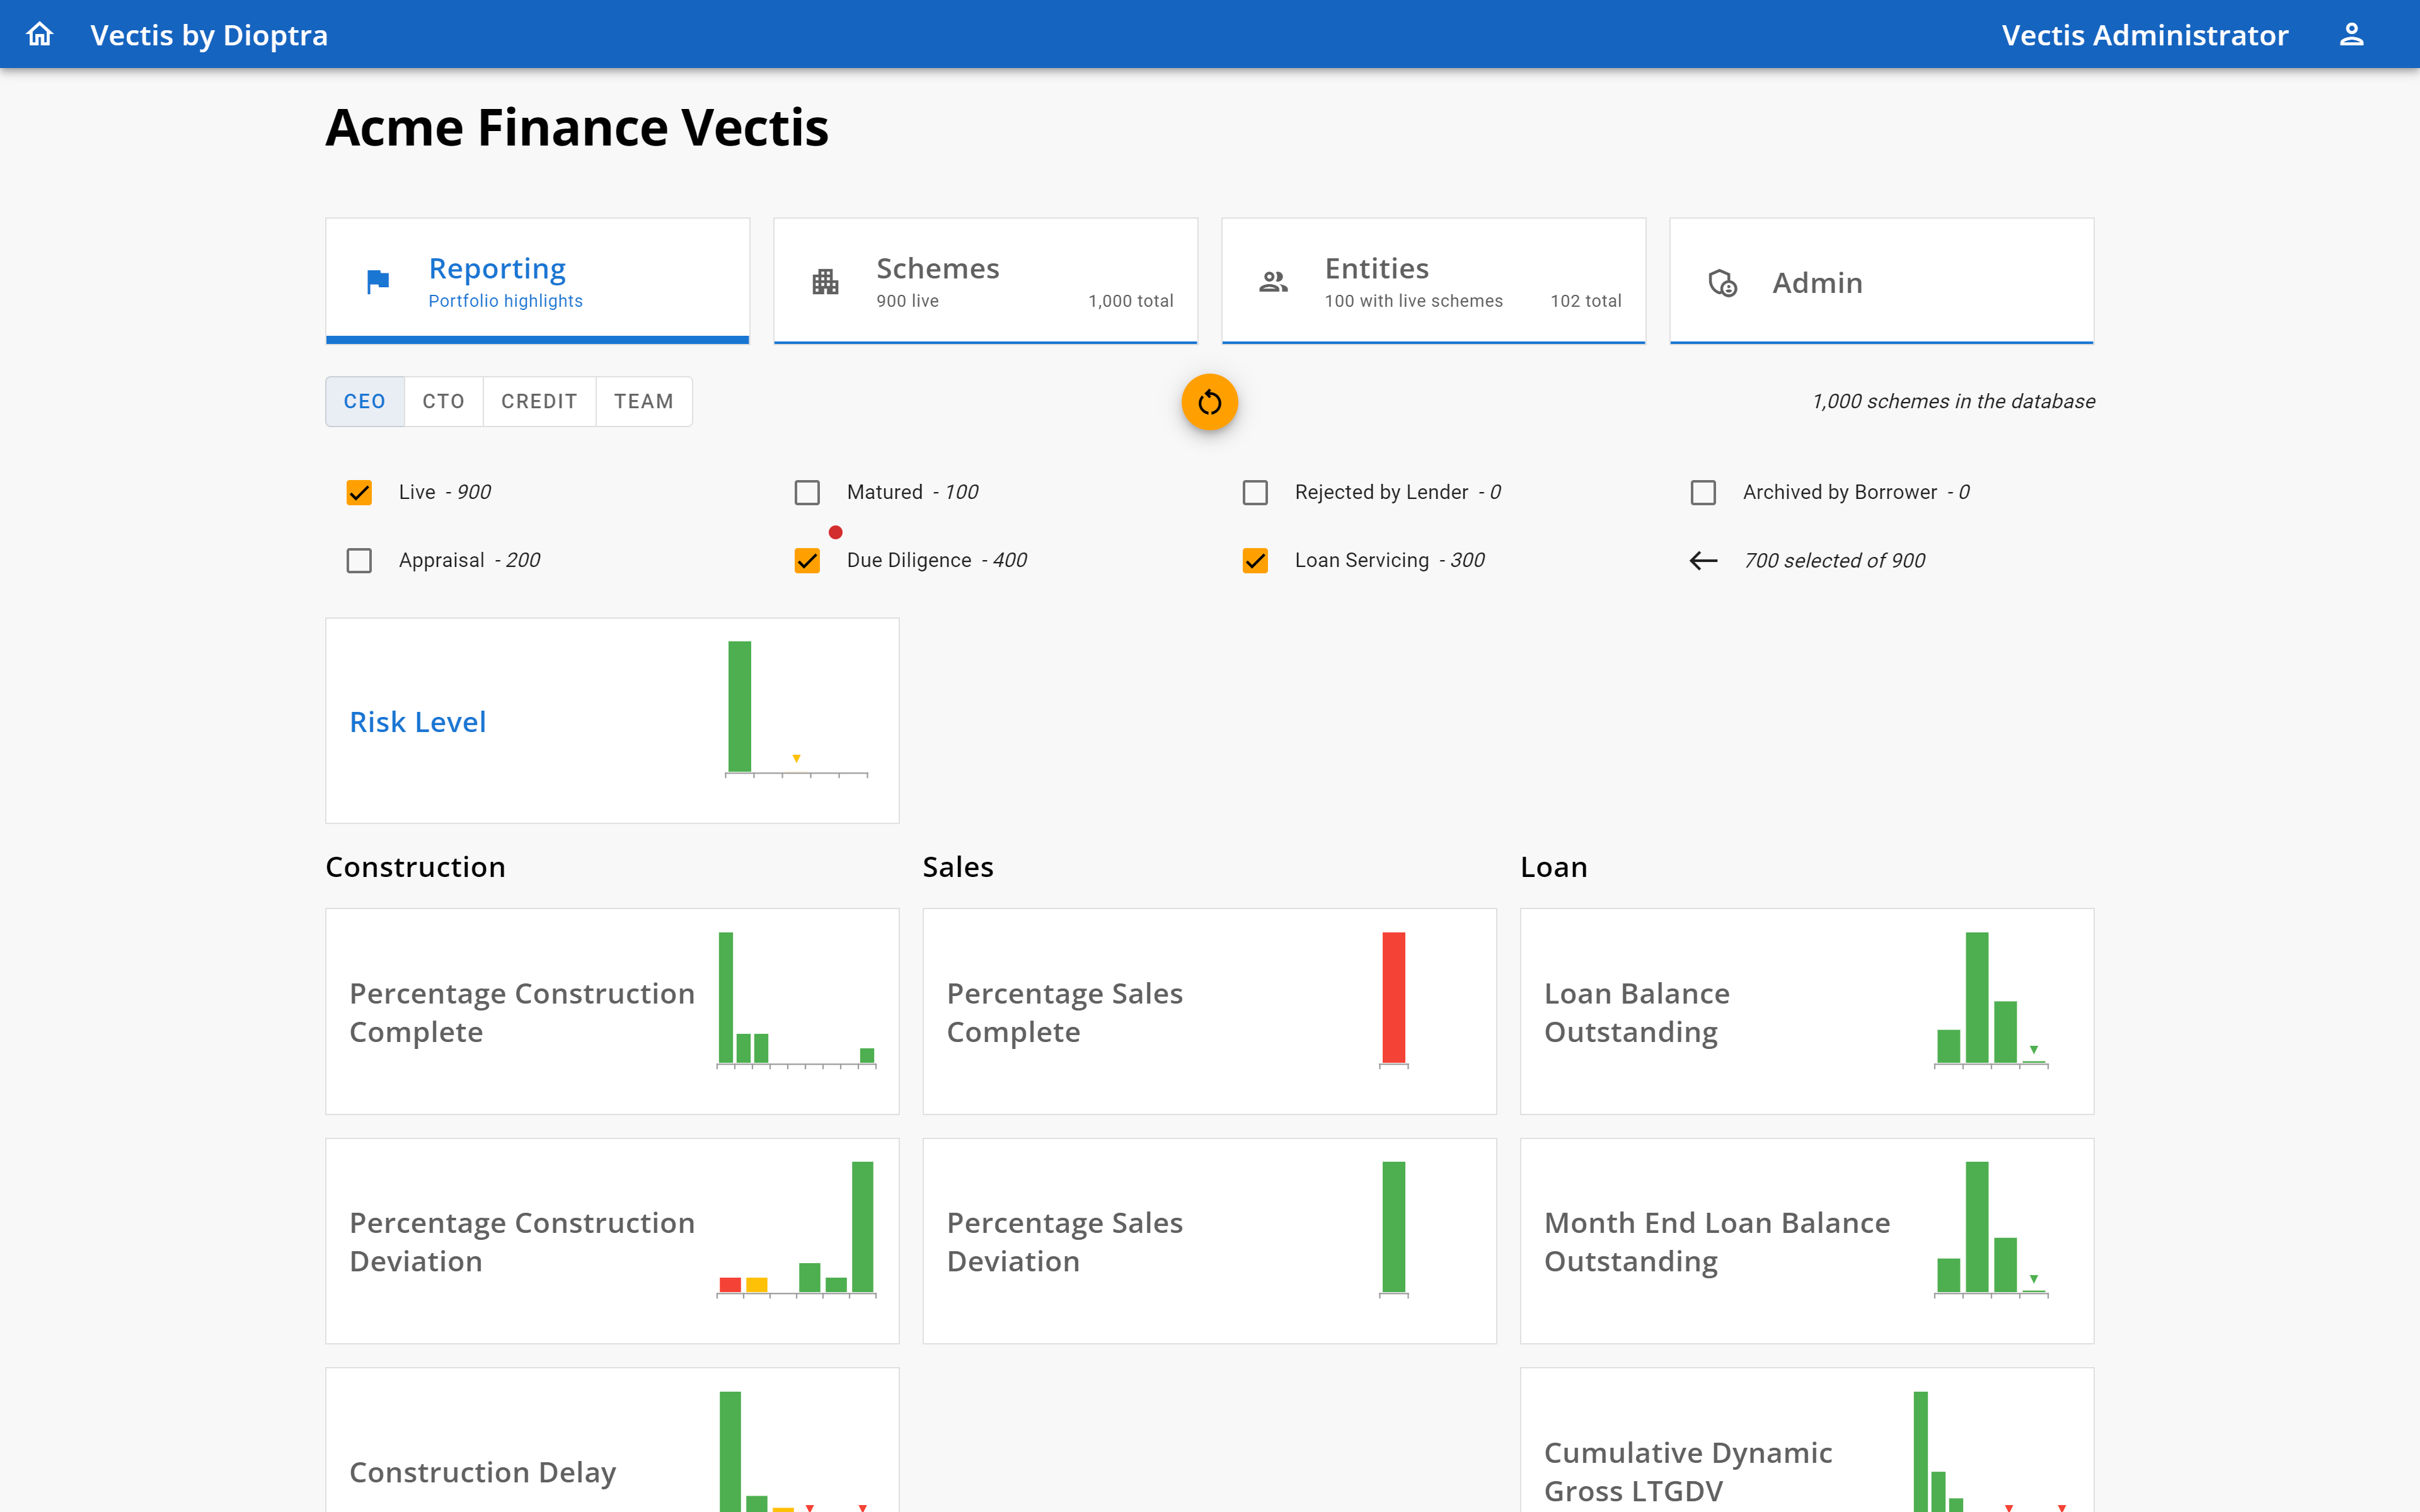 Vectis by Dioptra
Vectis Administrator
Acme Finance Vectis
Reporting
Portfolio highlights
Schemes
900 live 1,000 total
Entities
100 with live schemes 102 total
Admin
CEO CTO CREDIT TEAM
1,000 schemes in the database
Live - 900
Matured - 100
Rejected by Lender - 0
Archived by Borrower - 0
Appraisal - 200
Due Diligence - 400
Loan Servicing - 300
700 selected of 900
Risk Level
Construction
Sales
Loan
Percentage Construction
Complete
Percentage Sales
Complete
Loan Balance
Outstanding
Percentage Construction
Deviation
Percentage Sales
Deviation
Month End Loan Balance
Outstanding
Construction Delay
Cumulative Dynamic
Gross LTGDV